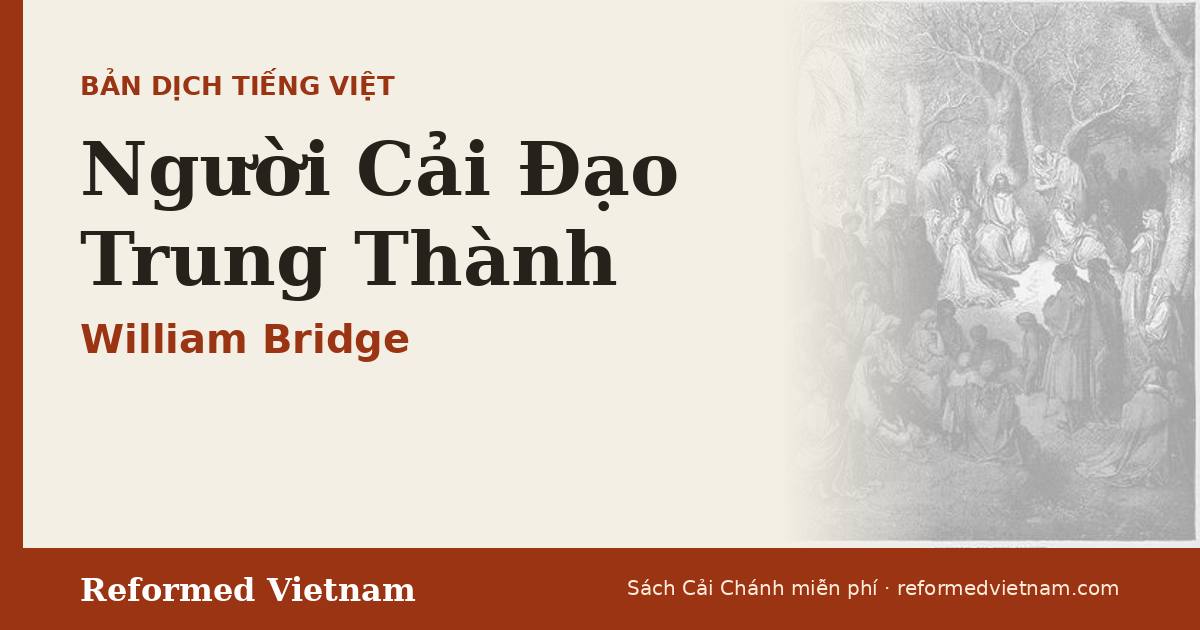 BẢN DỊCH TIẾNG VIỆT
Người Cải Đạo
Trung Thành
William Bridge
Reformed Vietnam
Sách Cải Chánh miễn phí · reformedvietnam.com